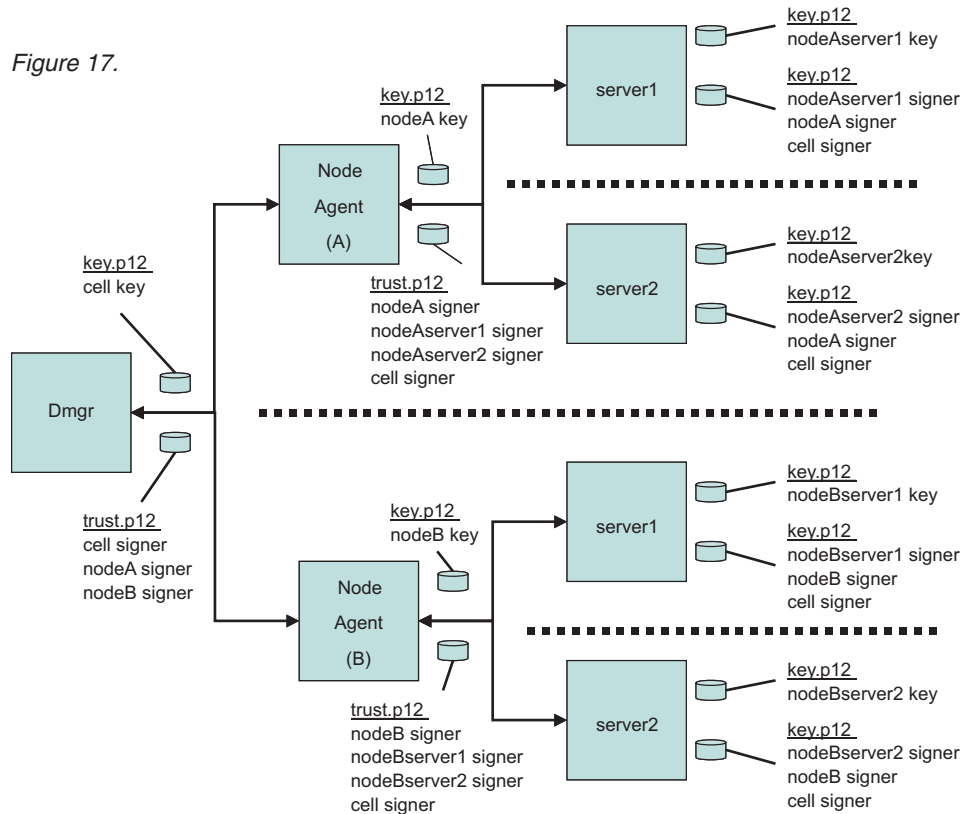 Figure 17.
key.p12
nodeAserver1 key
server1
key.p12
nodeAserver1 signer
nodeA signer
cell signer
key.p12
nodeA key
Node
Agent
(A)
trust.p12
nodeA signer
nodeAserver1 signer
nodeAserver2 signer
cell signer
key.p12
nodeAserver2key
server2
key.p12
nodeAserver2 signer
nodeA signer
cell signer
key.p12
cell key
Dmgr
trust.p12
cell signer
nodeA signer
nodeB signer
key.p12
nodeBserver1 key
server1
key.p12
nodeBserver1 signer
nodeB signer
cell signer
key.p12
nodeB key
Node
Agent
(B)
trust.p12
nodeB signer
nodeBserver1 signer
nodeBserver2 signer
cell signer
key.p12
nodeBserver2 key
server2
key.p12
nodeBserver2 signer
nodeB signer
cell signer